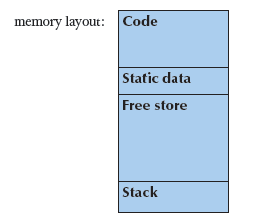 memory layout:
Code
Static data
Free store
Stack